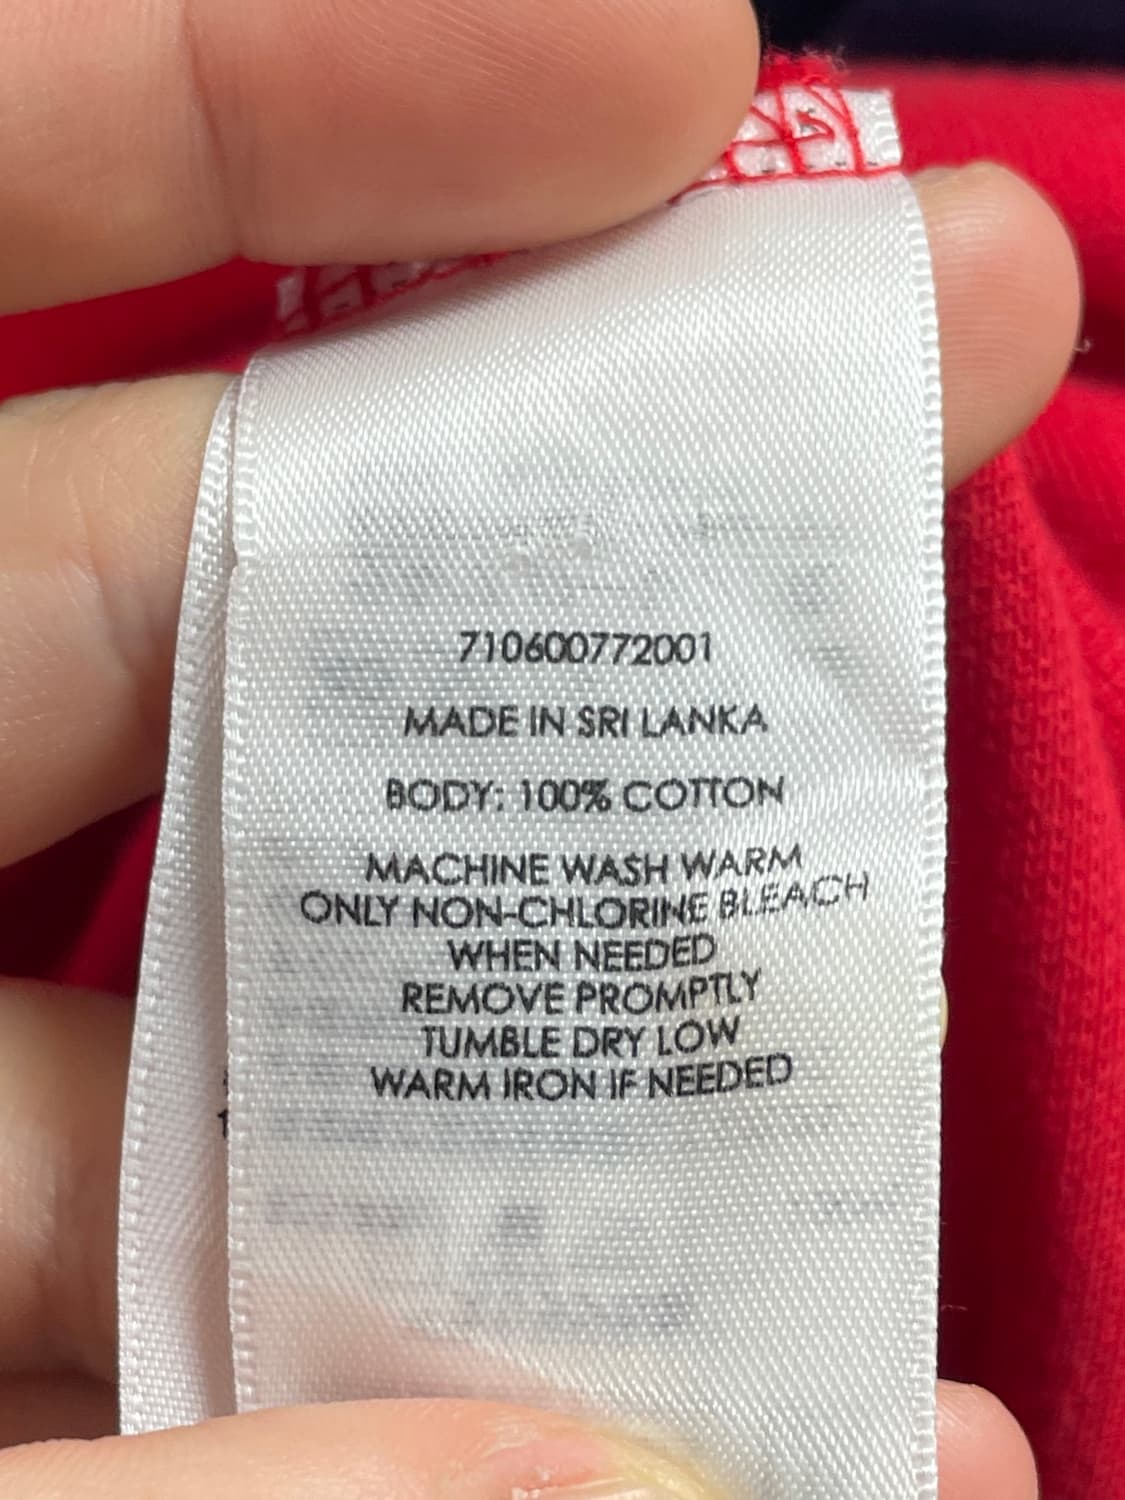 710600772001
MADE IN SRI LANKA
BODY: 100% COTTON
MACHINE WASH WARM
ONLY NON-CHLORINE BLEACH
WHEN NEEDED
REMOVE PROMPTLY
TUMBLE DRY LOW
WARM IRON IF NEEDED